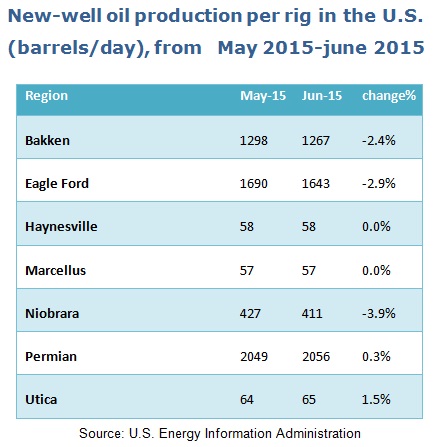 New-well oil production per rig in the U.S.
(barrels/day), from May 2015-june 2015
Region May-15 Jun-15 change%
Bakken 1298 1267 -2.4%
Eagle Ford 1690 1643 -2.9%
Haynesville 58 58 0.0%
Marcellus 57 57 0.0%
Niobrara 427 411 -3.9%
Permian 2049 2056 0.3%
Utica 64 65 1.5%
Source: U.S. Energy Information Administration